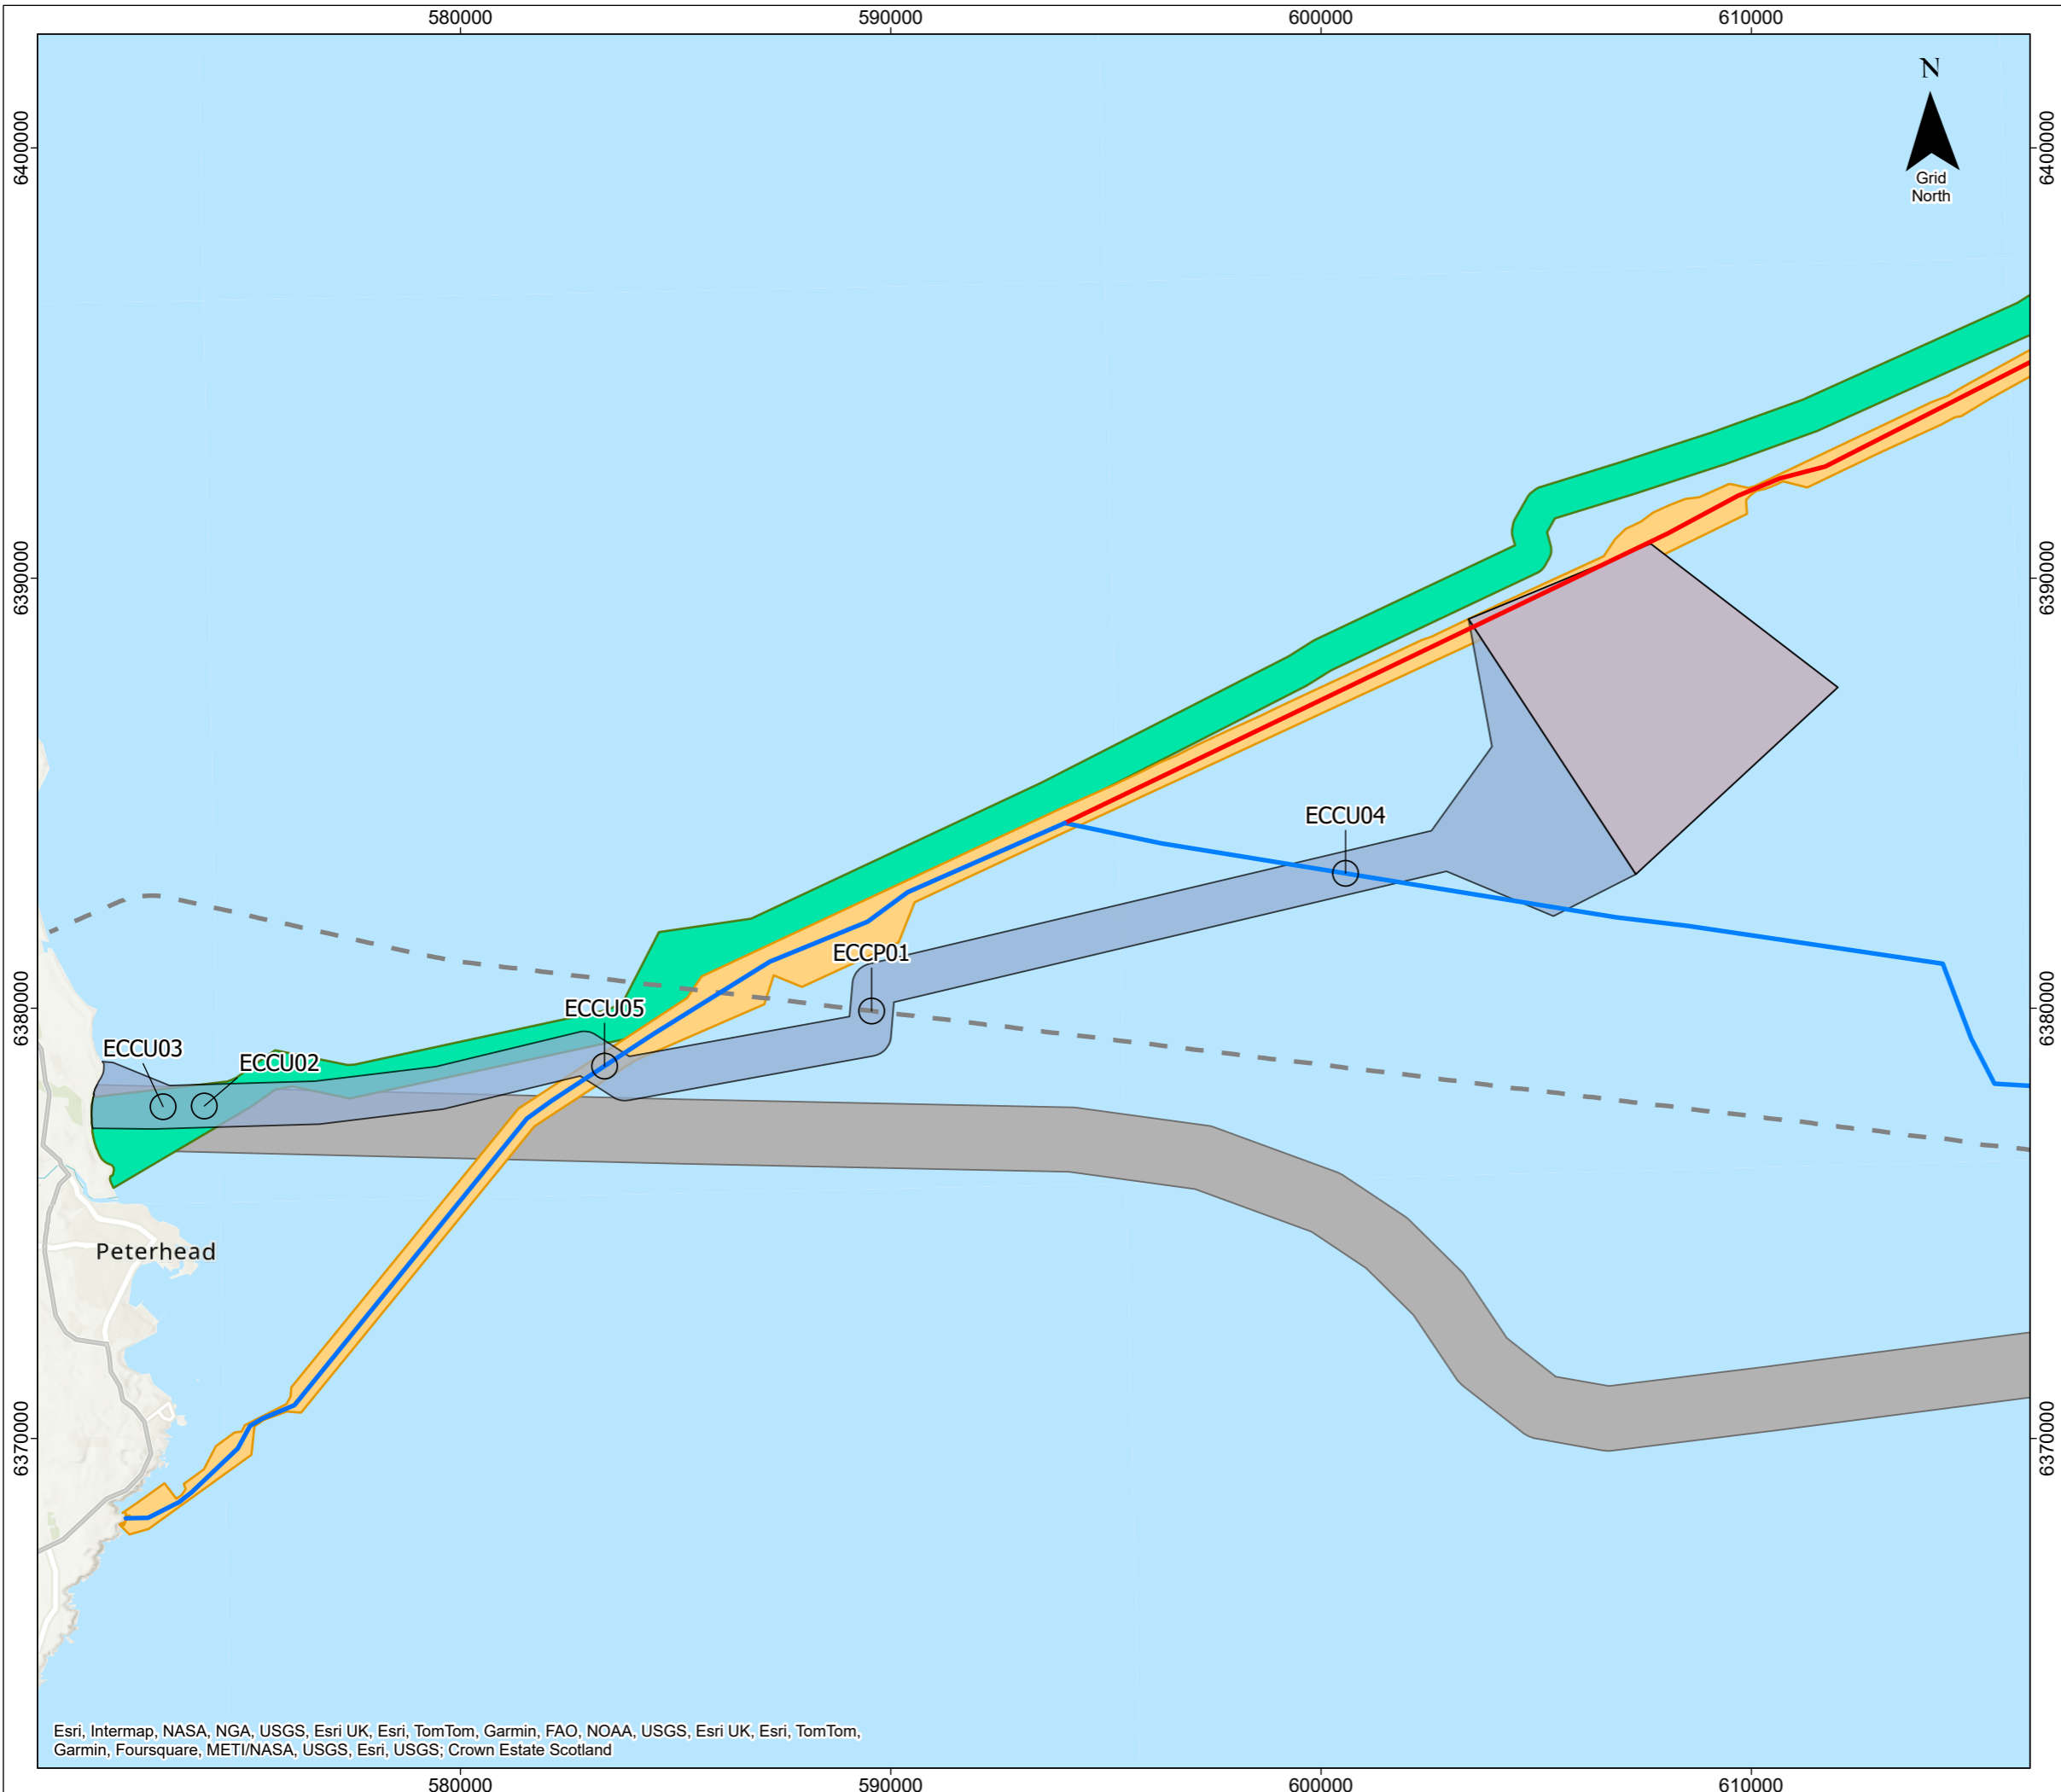 580000
590000
600000
610000
N
Grid
North
6400000
6400000
6390000
6390000
ECCU04
ECCP01
6380000
6380000
ECCU05
ECCU03
ECCU02
Peterhead
6370000
6370000
Esri, Intermap, NASA, NGA, USGS, Esri UK, Esri, TomTom, Garmin, FAO, NOAA, USGS, Esri UK, Esri, TomTom,
Garmin, Foursquare, METI/NASA, USGS, Esri, USGS; Crown Estate Scotland
580000
590000
600000
610000